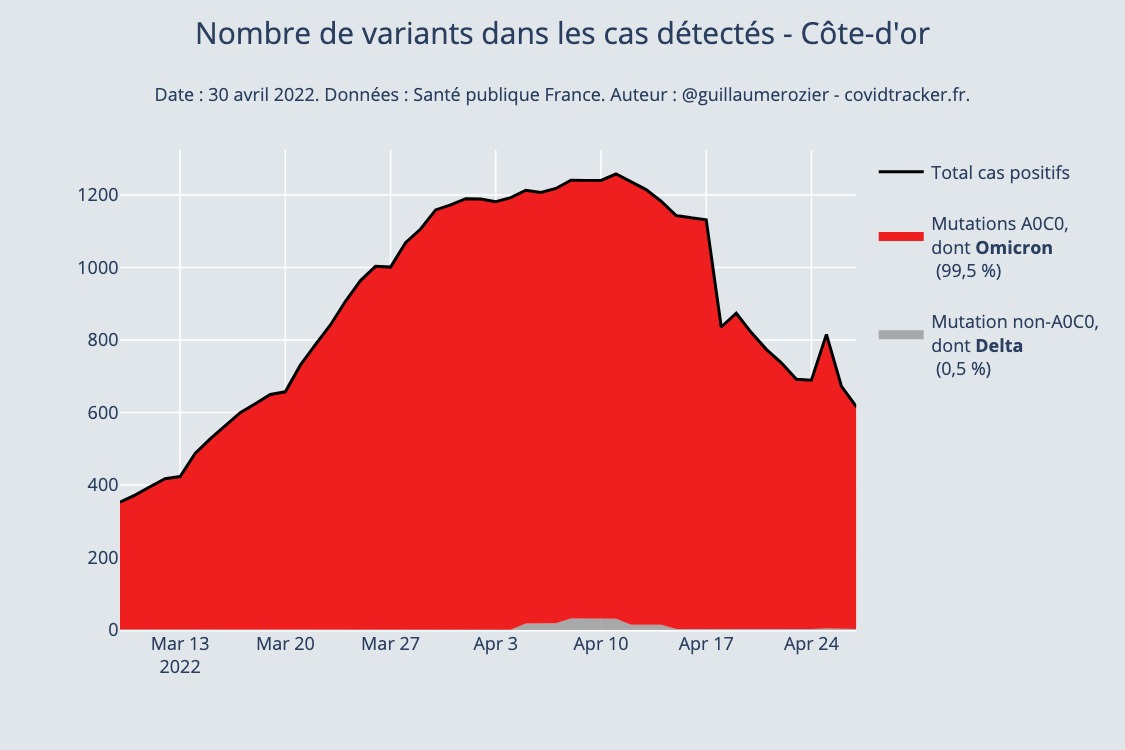 Nombre de variants dans les cas détectés - Côte-d'or
Date : 30 avril 2022. Données : Santé publique France. Auteur : @guillaumerozier - covidtracker.fr.
1200
1000
800
600
400
200
0
Mar 13
2022
Mar 20
Mar 27
Apr 3
Apr 10
Apr 17
Apr 24
Total cas positifs
Mutations A0C0,
dont Omicron
(99,5 %)
Mutation non-A0C0,
dont Delta
(0,5 %)